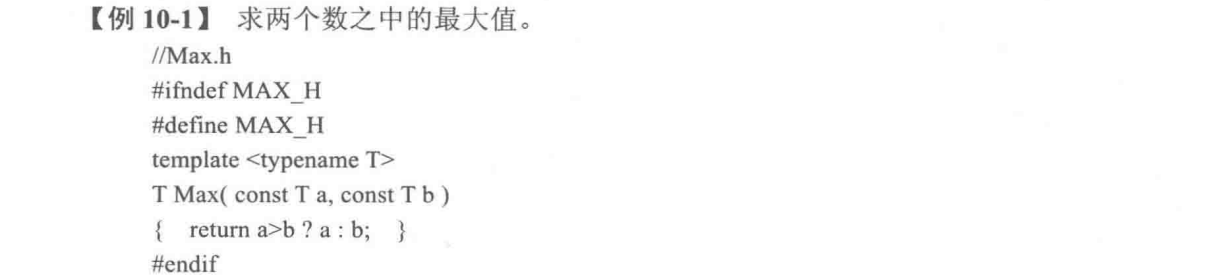 【例 10-1】 求两个数之中的最大值。
//Max.h
#ifndef MAX_H
#define MAX_H
template <typename T>
T Max( const T a, const T b )
{ return a>b ? a : b; }
#endif